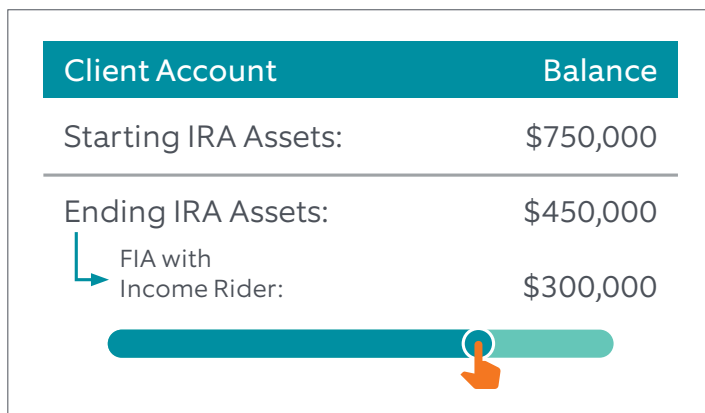 Client Account Balance
Starting IRA Assets: $750,000
Ending IRA Assets: $450,000
FIA with
Income Rider: $300,000